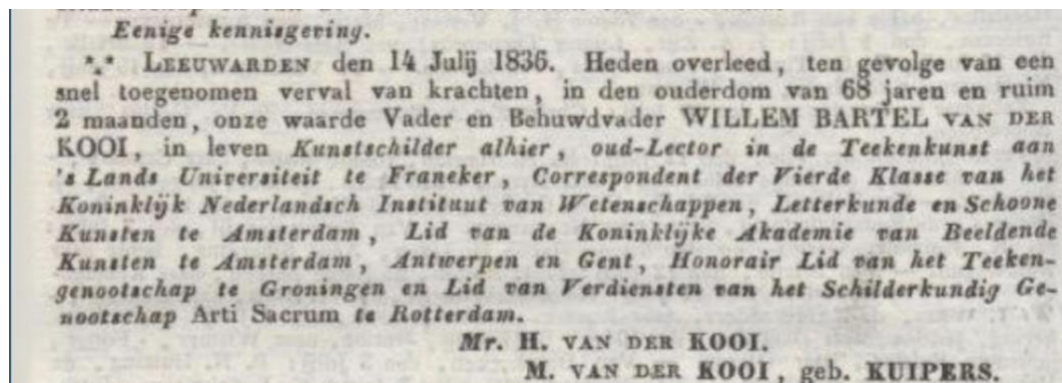 Eenige kennisgeving.
*⁎* LEEUWARDEN den 14 Julij 1836. Heden overleed, ten gevolge van een
snel toegenomen verval van krachten, in den ouderdom van 68 jaren en ruim
2 maanden, onze waarde Vader en Behuwdvader WILLEM BARTEL VAN DER
KOOI, in leven Kunstschilder alhier, oud-Lector in de Teekenkunst aan
's Lands Universiteit te Franeker, Correspondent der Vierde Klasse van het
Koninklijk Nederlandsch Instituut van Wetenschappen, Letterkunde en Schoone
Kunsten te Amsterdam, Lid van de Koninklijke Akademie van Beeldende
Kunsten te Amsterdam, Antwerpen en Gent, Honorair Lid van het Teeken-
genootschap te Groningen en Lid van Verdiensten van het Schilderkundig Ge-
nootschap Arti Sacrum te Rotterdam.
Mr. H. VAN DER KOOI.
M. VAN DER KOOI, geb. KUIPERS.